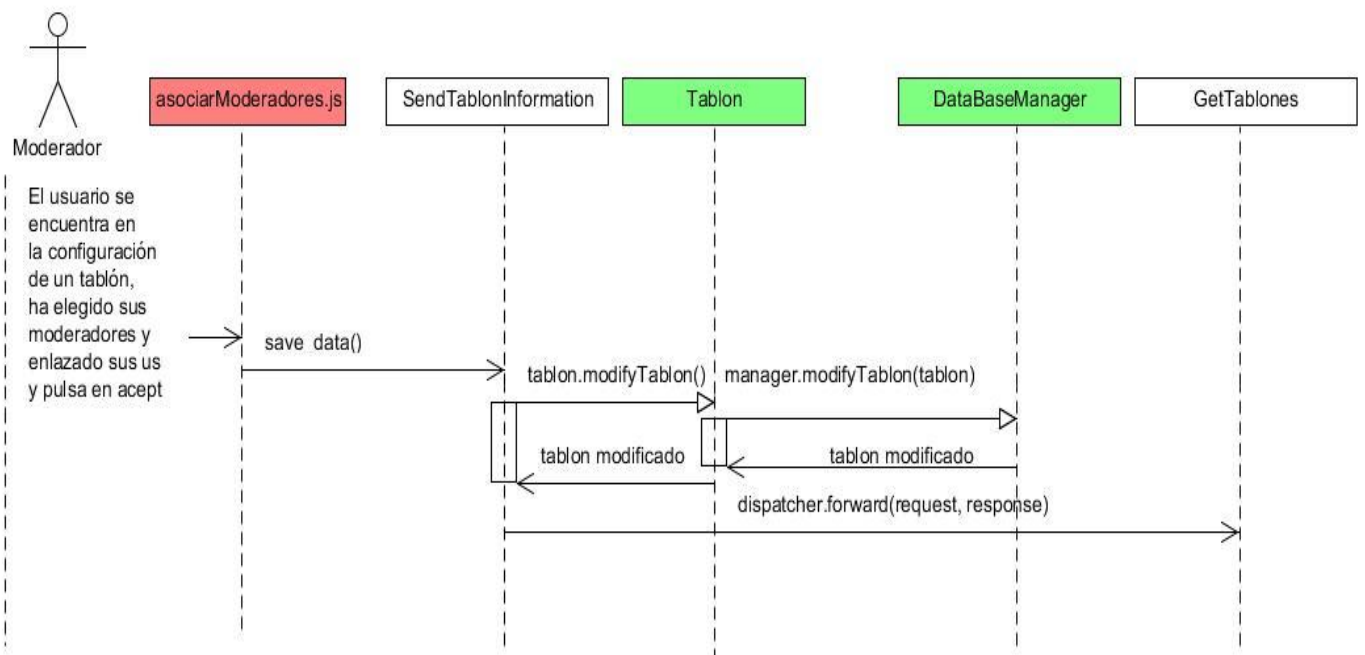 asociarModeradores.js
SendTablonInformation
Tablon
DataBaseManager
GetTablones
Moderador
El usuario se
encuentra en
la configuración
de un tablón,
ha elegido sus
moderadores y
enlazado sus us
y pulsa en acept
save data()
tablon.modifyTablon()
manager.modifyTablon(tablon)
tablon modificado
tablon modificado
dispatcher.forward(request, response)